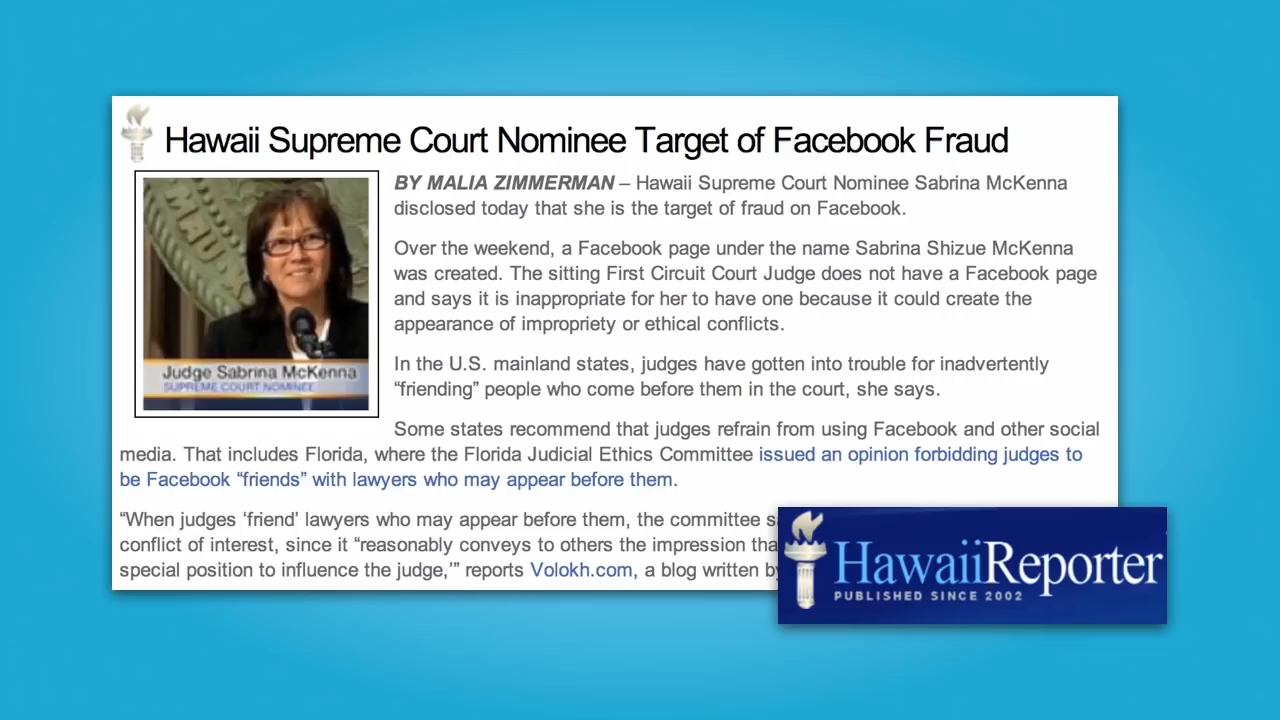 Hawaii Supreme Court Nominee Target of Facebook Fraud
BY MALIA ZIMMERMAN – Hawaii Supreme Court Nominee Sabrina McKenna
disclosed today that she is the target of fraud on Facebook.
Over the weekend, a Facebook page under the name Sabrina Shizue McKenna
was created. The sitting First Circuit Court Judge does not have a Facebook page
and says it is inappropriate for her to have one because it could create the
appearance of impropriety or ethical conflicts.
In the U.S. mainland states, judges have gotten into trouble for inadvertently
“friending” people who come before them in the court, she says.
Some states recommend that judges refrain from using Facebook and other social
media. That includes Florida, where the Florida Judicial Ethics Committee issued an opinion forbidding judges to
be Facebook “friends” with lawyers who may appear before them.
“When judges ‘friend’ lawyers who may appear before them, the committee
conflict of interest, since it “reasonably conveys to others the impression
special position to influence the judge,’” reports Volokh.com, a blog written by
Judge Sabrina McKenna
SUPREME COURT NOMINEE
HawaiiReporter
PUBLISHED SINCE 2002